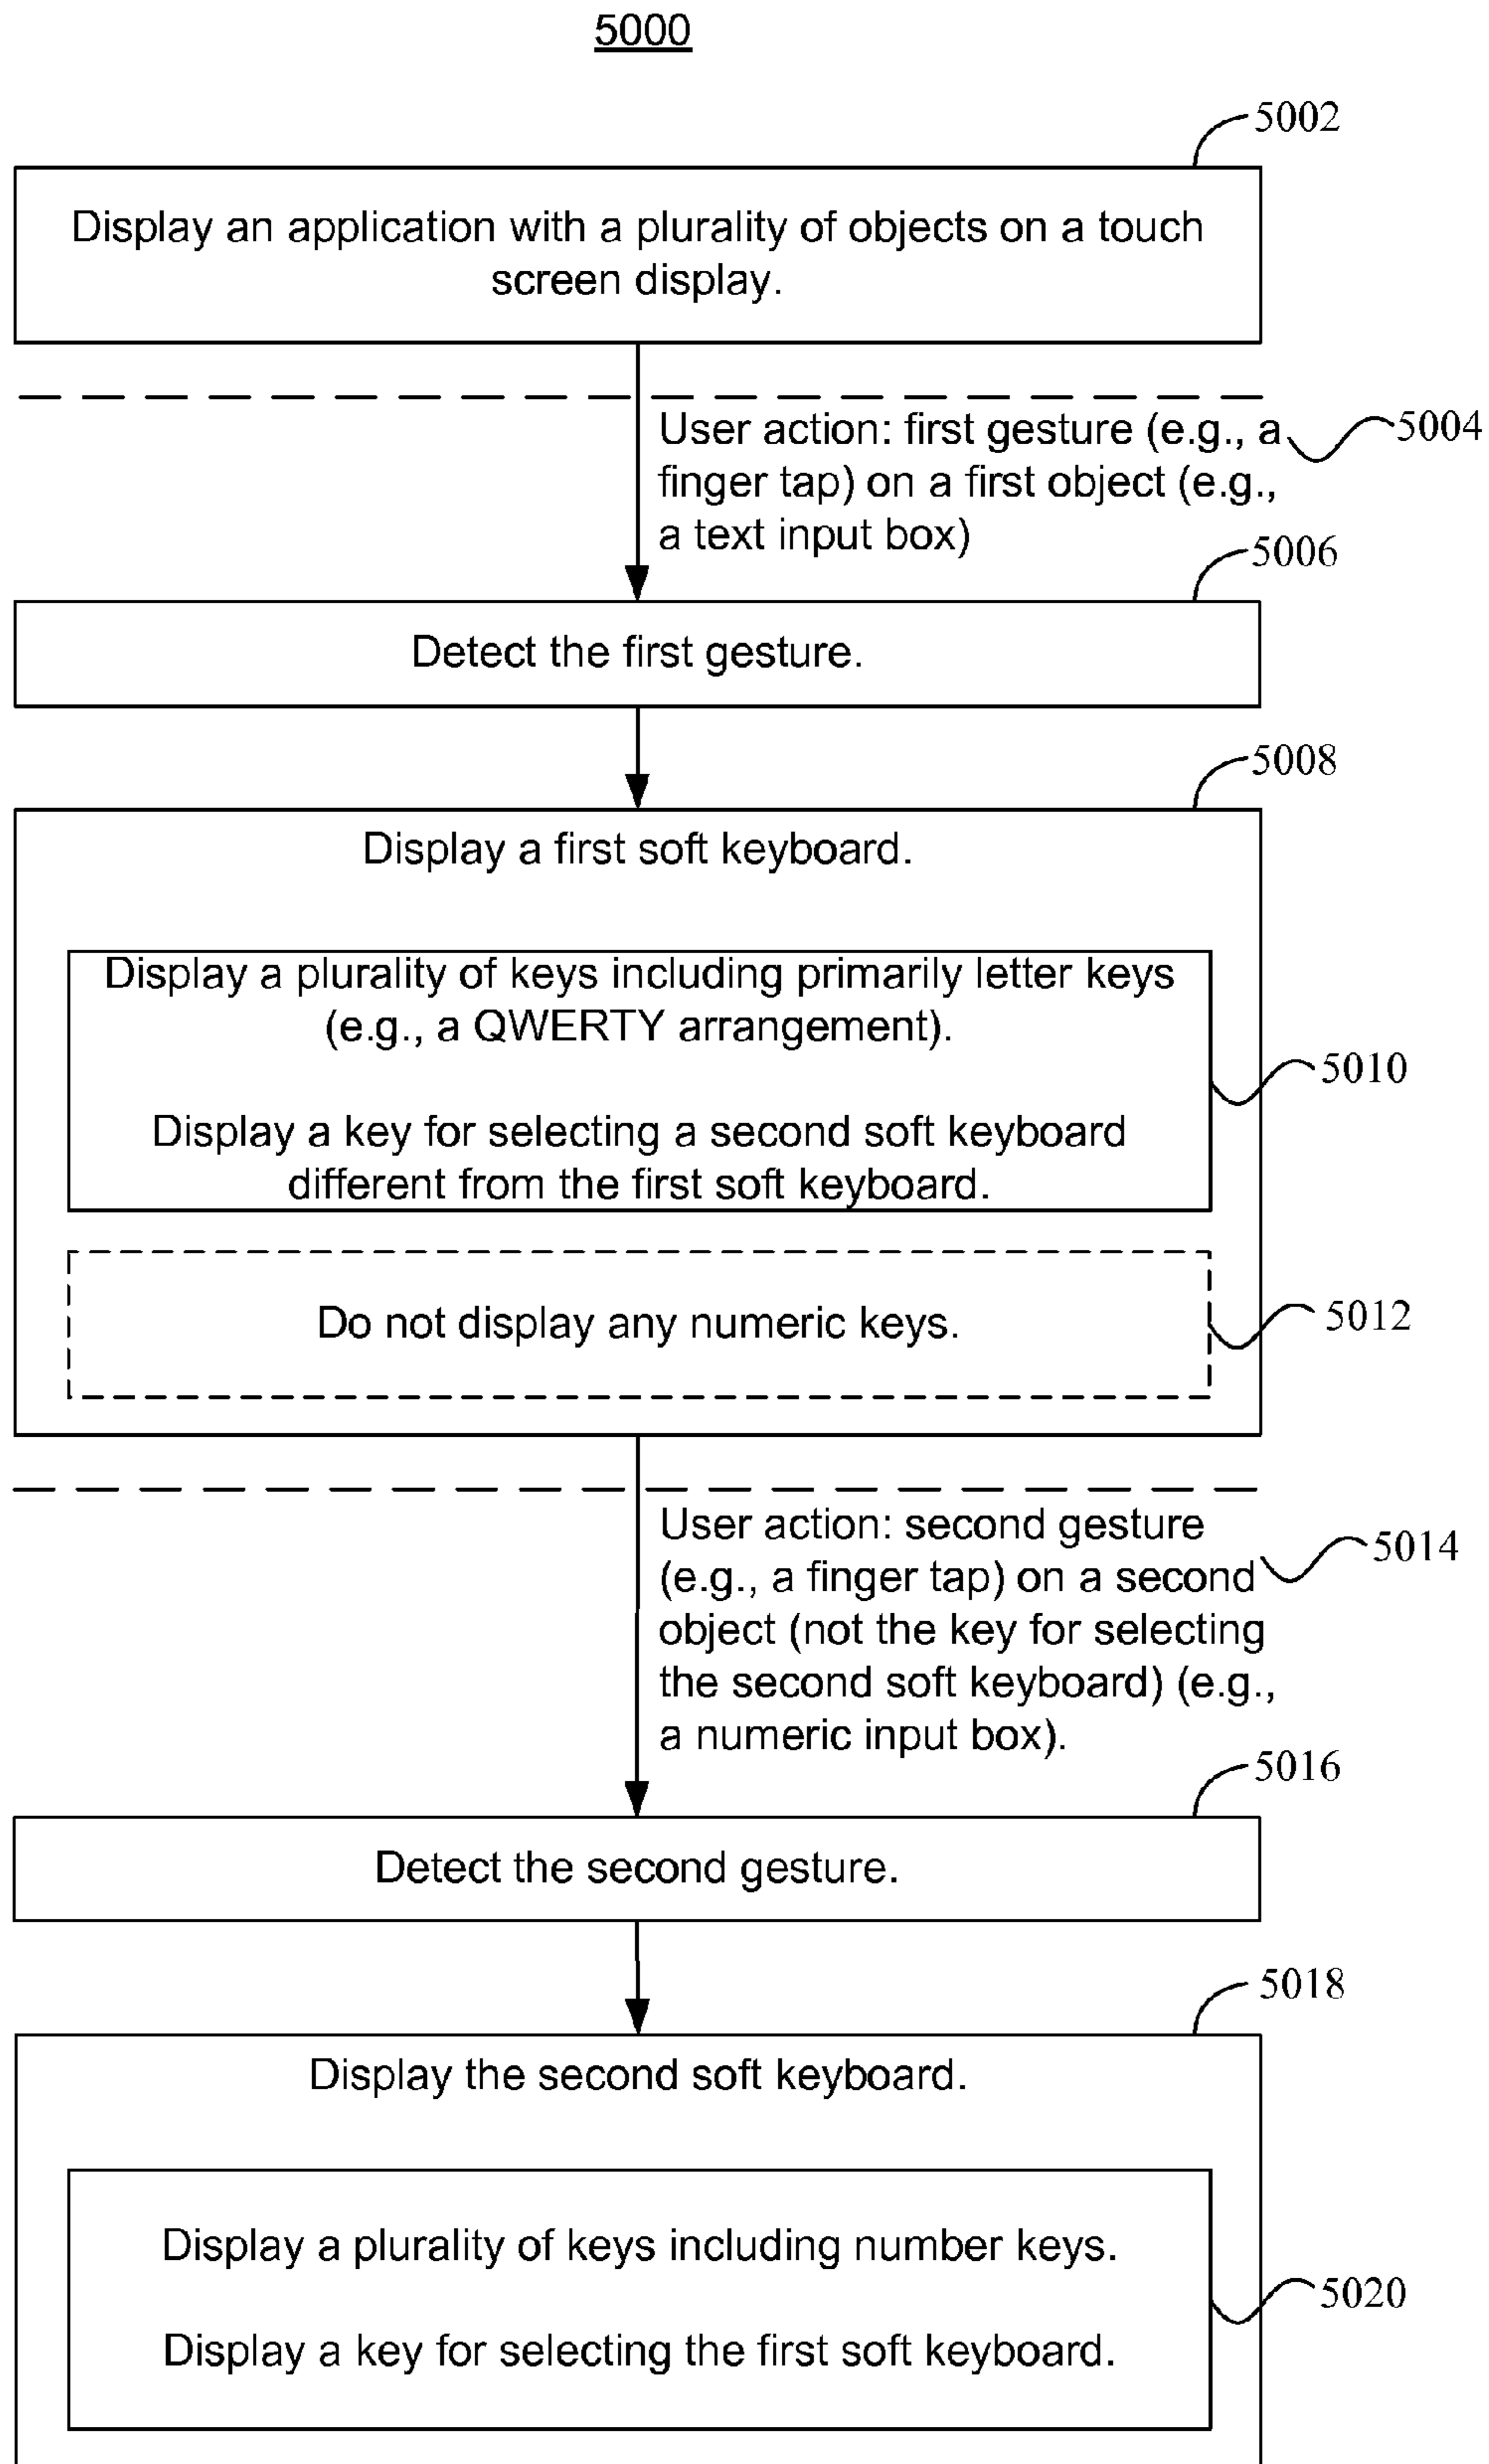 5000
5002
Display an application with a plurality of objects on a touch
screen display.
User action: first gesture (e.g., a
finger tap) on a first object (e.g.,
a text input box)
5004
5006
Detect the first gesture.
5008
Display a first soft keyboard.
Display a plurality of keys including primarily letter keys
(e.g., a QWERTY arrangement).
Display a key for selecting a second soft keyboard
different from the first soft keyboard.
5010
Do not display any numeric keys.
5012
User action: second gesture
(e.g., a finger tap) on a second
object (not the key for selecting
the second soft keyboard) (e.g.,
a numeric input box).
5014
5016
Detect the second gesture.
5018
Display the second soft keyboard.
Display a plurality of keys including number keys.
Display a key for selecting the first soft keyboard.
5020